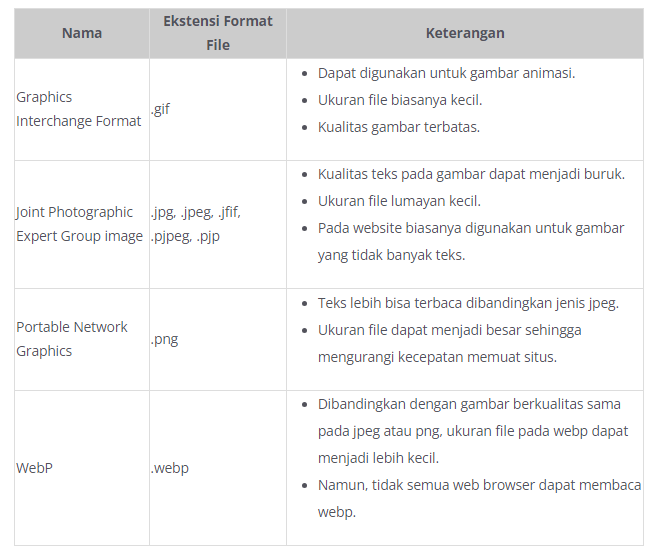 Nama
Ekstensi Format
File
Keterangan
Graphics
Interchange Format
.gif
Dapat digunakan untuk gambar animasi.
Ukuran file biasanya kecil.
Kualitas gambar terbatas.
Joint Photographic
Expert Group image
.jpg, .jpeg, .jfif,
.pjpeg, .pjp
Kualitas teks pada gambar dapat menjadi buruk.
Ukuran file lumayan kecil.
Pada website biasanya digunakan untuk gambar
yang tidak banyak teks.
Portable Network
Graphics
.png
Teks lebih bisa terbaca dibandingkan jenis jpeg.
Ukuran file dapat menjadi besar sehingga
mengurangi kecepatan memuat situs.
WebP
.webp
Dibandingkan dengan gambar berkualitas sama
pada jpeg atau png, ukuran file pada webp dapat
menjadi lebih kecil.
Namun, tidak semua web browser dapat membaca
webp.